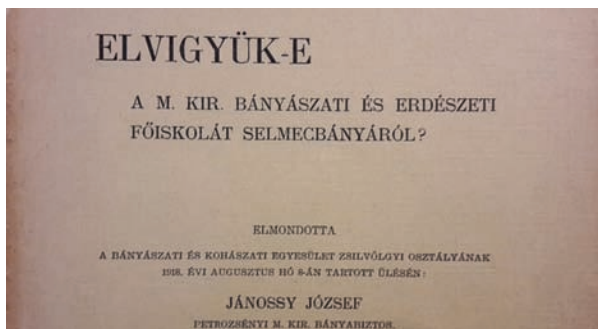 ELVIGYÜK-E
A M. KIR. BÁNYÁSZATI ÉS ERDÉSZETI
FŐISKOLÁT SELMECBÁNYÁRÓL?
ELMONDOTTA
A BÁNYÁSZATI ÉS KOHÁSZATI EGYESÜLET ZSILVÖLGYI OSZTÁLYÁNAK
1918. ÉVI AUGUSZTUS HÓ 8-ÁN TARTOTT ÜLÉSÉN:
JÁNOSSY JÓZSEF
PETROZSÉNYI M. KIR. BÁNYABIZTOS.